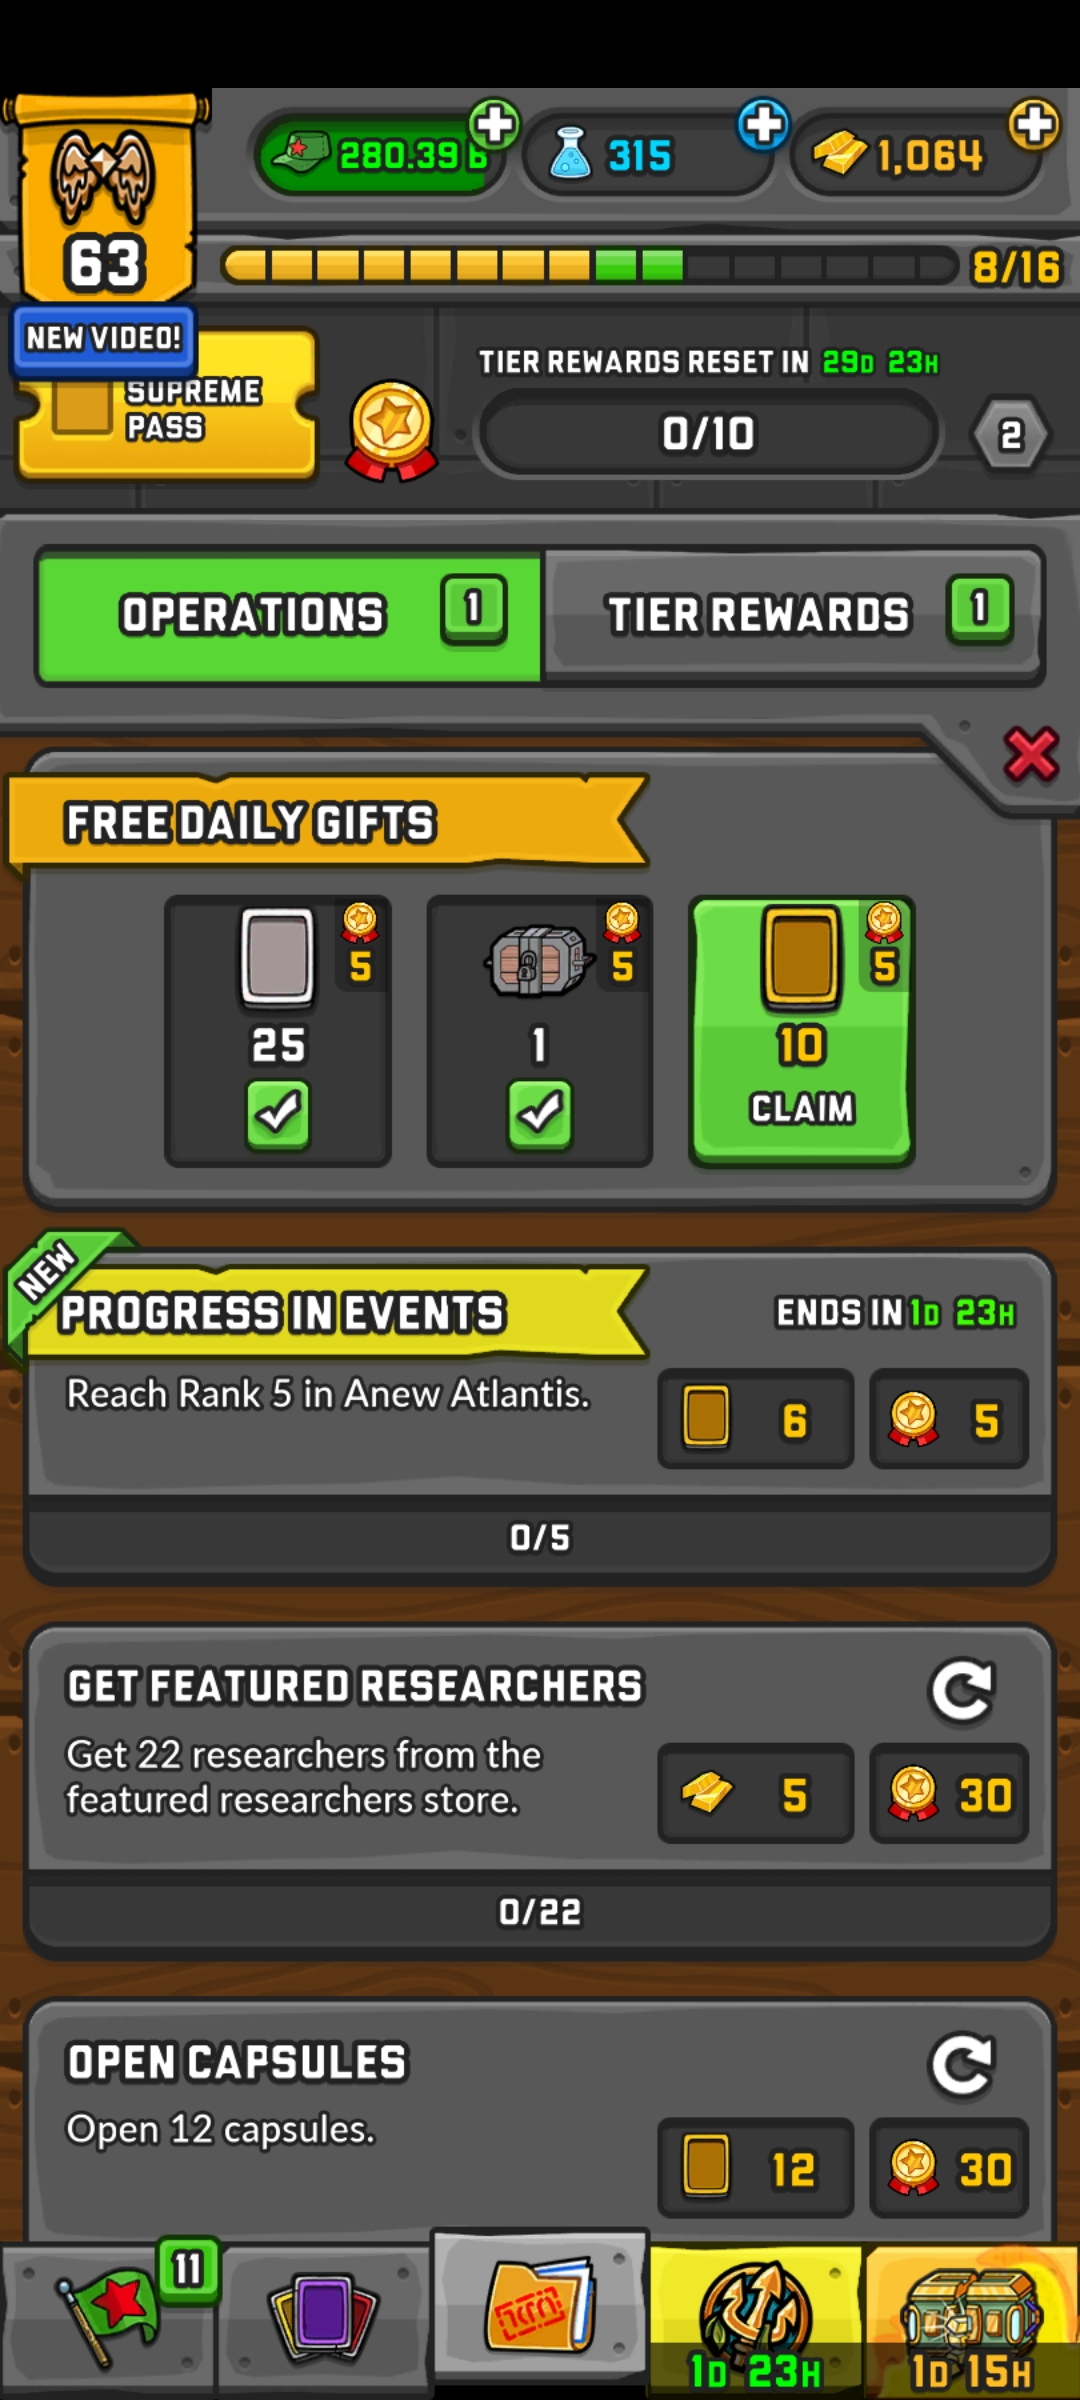 280.39 B
315
1,064
63
8/16
NEW VIDEO!
SUPREME
PASS
TIER REWARDS RESET IN 29D 23H
0/10
2
OPERATIONS 1
TIER REWARDS 1
FREE DAILY GIFTS
5
5
5
25
1
10
CLAIM
NEW
PROGRESS IN EVENTS
ENDS IN 1D 23H
Reach Rank 5 in Anew Atlantis.
6
5
0/5
GET FEATURED RESEARCHERS
Get 22 researchers from the
featured researchers store.
5
30
0/22
OPEN CAPSULES
Open 12 capsules.
12
30
11
1D 23H
1D 15H